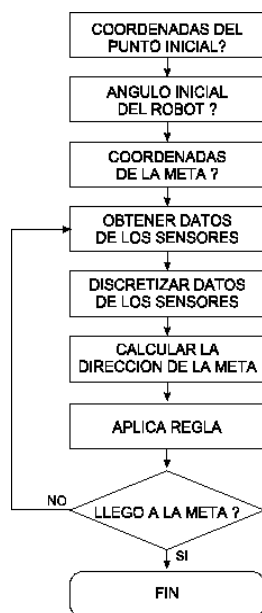 COORDENADAS DEL
PUNTO INICIAL?
ANGULO INICIAL
DEL ROBOT ?
COORDENADAS
DE LA META ?
OBTENER DATOS
DE LOS SENSORES
DISCRETIZAR DATOS
DE LOS SENSORES
CALCULAR LA
DIRECCIÓN DE LA META
APLICA REGLA
NO
LLEGO A LA META ?
SI
FIN